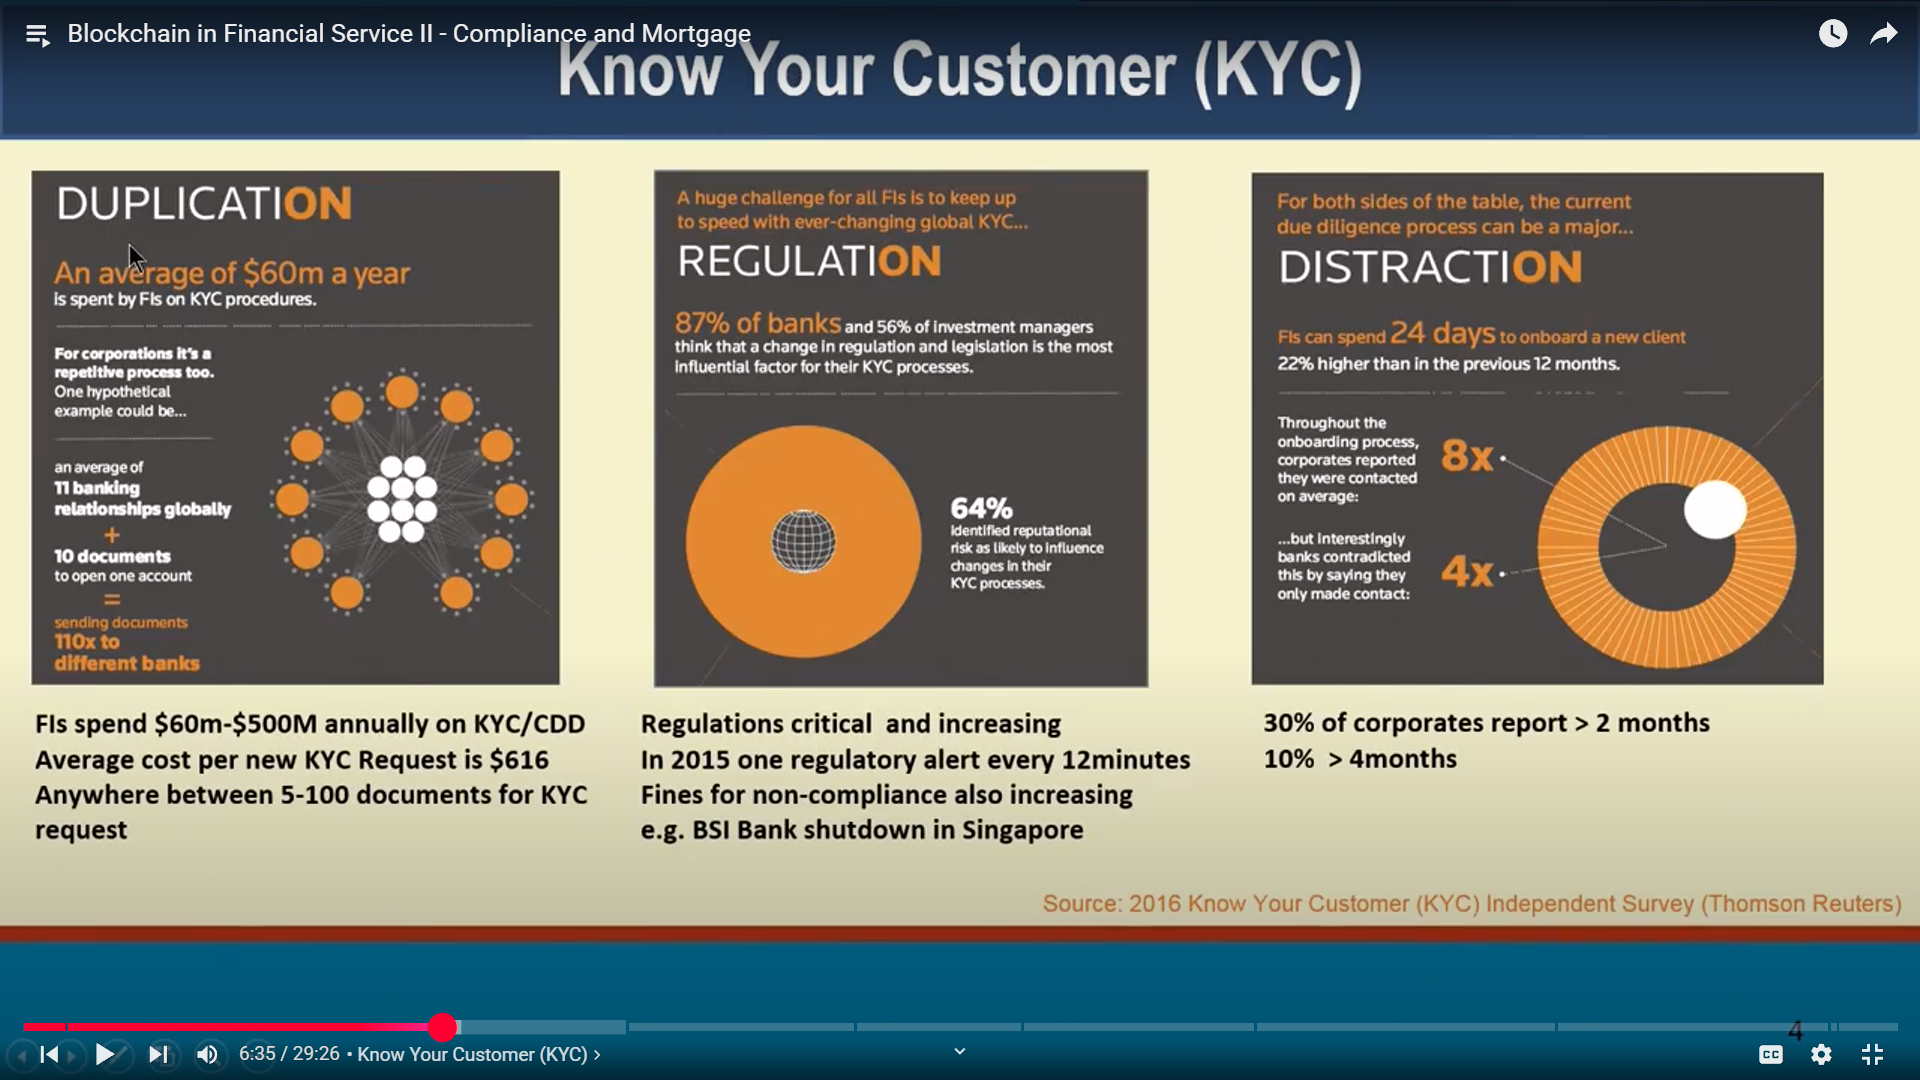 Blockchain in Financial Service II - Compliance and Mortgage
Know Your Customer (KYC)
DUPLICATION
An average of $60m a year
is spent by FIs on KYC procedures.
For corporations it's a
repetitive process too.
One hypothetical
example could be...
an average of
11 banking
relationships globally
+
10 documents
to open one account
=
sending documents
110x to
different banks
FIs spend $60m-$500M annually on KYC/CDD
Average cost per new KYC Request is $616
Anywhere between 5-100 documents for KYC
request
A huge challenge for all FIs is to keep up
to speed with ever-changing global KYC...
REGULATION
87% of banks and 56% of investment managers
think that a change in regulation and legislation is the most
influential factor for their KYC processes.
64%
identified reputational
risk as likely to influence
changes in their
KYC processes.
Regulations critical and increasing
In 2015 one regulatory alert every 12minutes
Fines for non-compliance also increasing
e.g. BSI Bank shutdown in Singapore
For both sides of the table, the current
due diligence process can be a major...
DISTRACTION
FIs can spend 24 days to onboard a new client
22% higher than in the previous 12 months.
Throughout the
onboarding process,
corporates reported
they were contacted
on average:
8x
...but interestingly
banks contradicted
this by saying they
only made contact:
4x
30% of corporates report > 2 months
10% > 4months
Source: 2016 Know Your Customer (KYC) Independent Survey (Thomson Reuters)
4
6:35 / 29:26 • Know Your Customer (KYC) ›
CC